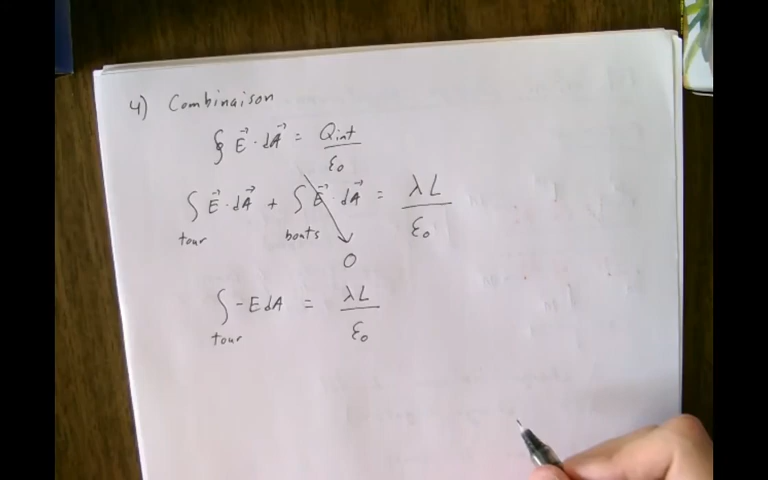 4) Combinaison
∮ E⃗ · dA⃗ = Qint / ε₀
∫tour E⃗ · dA⃗ + ∫bouts E⃗ · dA⃗ = λL / ε₀
0
∫tour -E dA = λL / ε₀